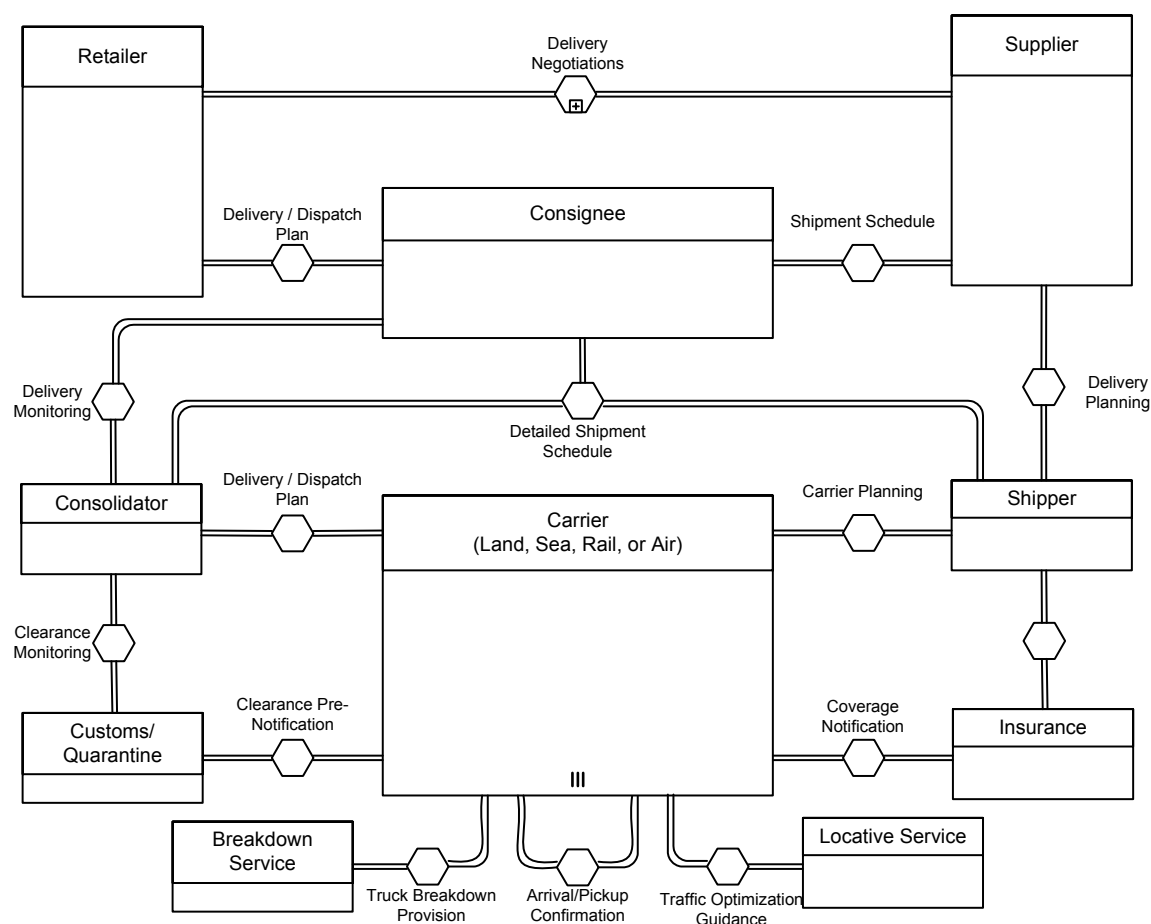 Retailer
Delivery
Negotiations
Supplier
Delivery / Dispatch
Plan
Consignee
Shipment Schedule
Delivery
Monitoring
Detailed Shipment
Schedule
Delivery
Planning
Consolidator
Delivery / Dispatch
Plan
Carrier
(Land, Sea, Rail, or Air)
Carrier Planning
Shipper
Clearance
Monitoring
Customs/
Quarantine
Clearance Pre-
Notification
Coverage
Notification
Insurance
Breakdown
Service
Truck Breakdown
Provision
Arrival/Pickup
Confirmation
Traffic Optimization
Guidance
Locative Service